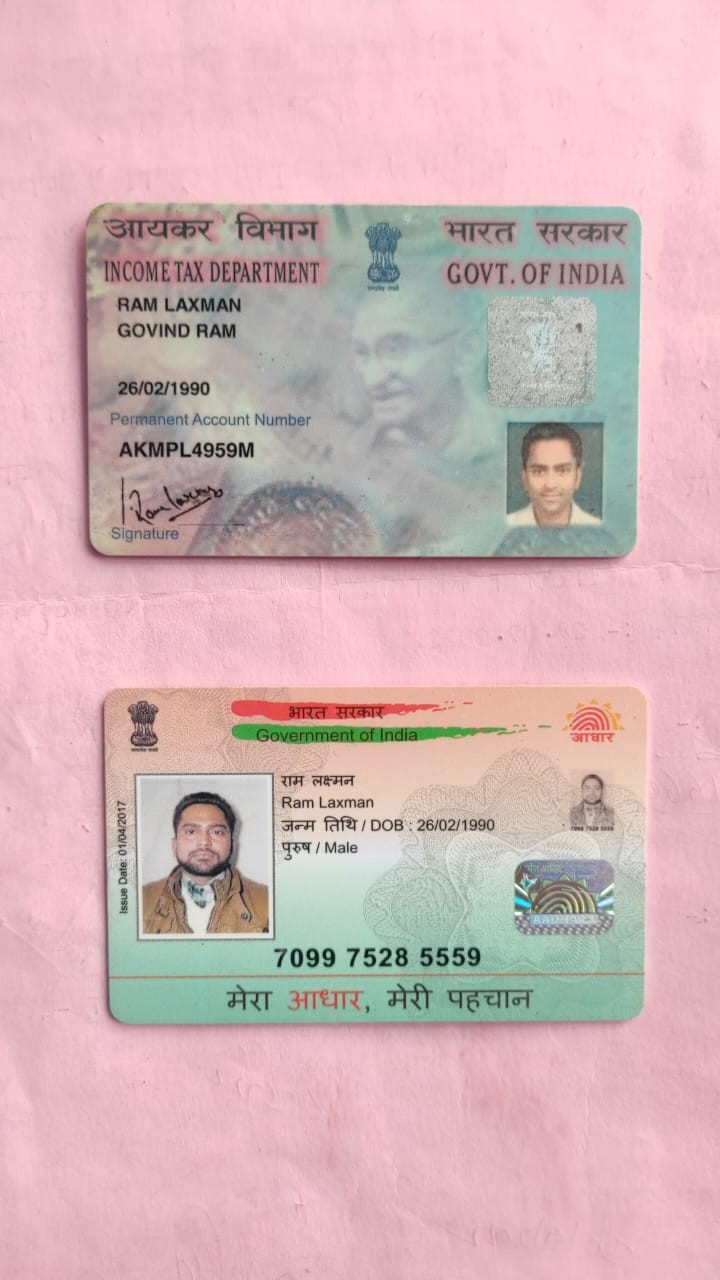 आयकर विभाग
भारत सरकार
INCOME TAX DEPARTMENT
GOVT. OF INDIA
RAM LAXMAN
GOVIND RAM
26/02/1990
Permanent Account Number
AKMPL4959M
Signature
भारत सरकार
Government of India
आधार
राम लक्ष्मन
Ram Laxman
जन्म तिथि / DOB : 26/02/1990
पुरुष / Male
Issue Date: 01/04/2017
7099 7528 5559
AADHAAR
7099 7528 5559
मेरा आधार, मेरी पहचान